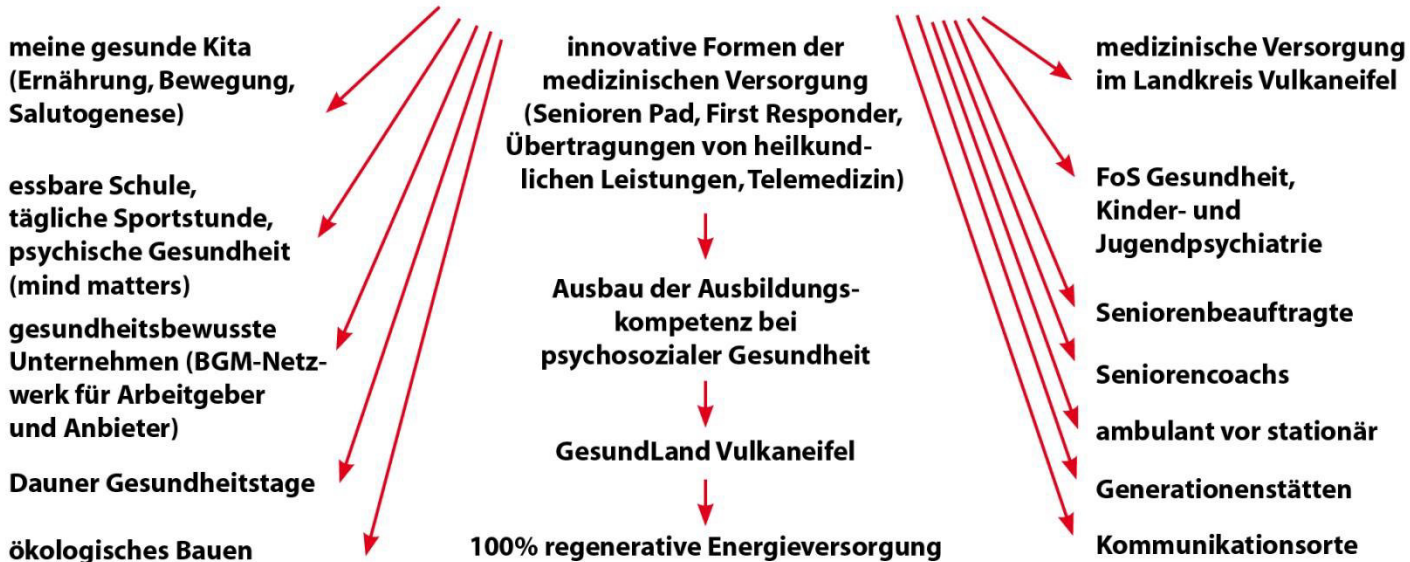 meine gesunde Kita
(Ernährung, Bewegung,
Salutogenese)
essbare Schule,
tägliche Sportstunde,
psychische Gesundheit
(mind matters)
gesundheitsbewusste
Unternehmen (BGM-Netz-
werk für Arbeitgeber
und Anbieter)
Dauner Gesundheitstage
ökologisches Bauen
innovative Formen der
medizinischen Versorgung
(Senioren Pad, First Responder,
Übertragungen von heilkund-
lichen Leistungen, Telemedizin)
Ausbau der Ausbildungs-
kompetenz bei
psychosozialer Gesundheit
GesundLand Vulkaneifel
100% regenerative Energieversorgung
medizinische Versorgung
im Landkreis Vulkaneifel
FoS Gesundheit,
Kinder- und
Jugendpsychiatrie
Seniorenbeauftragte
Seniorencoachs
ambulant vor stationär
Generationenstätten
Kommunikationsorte